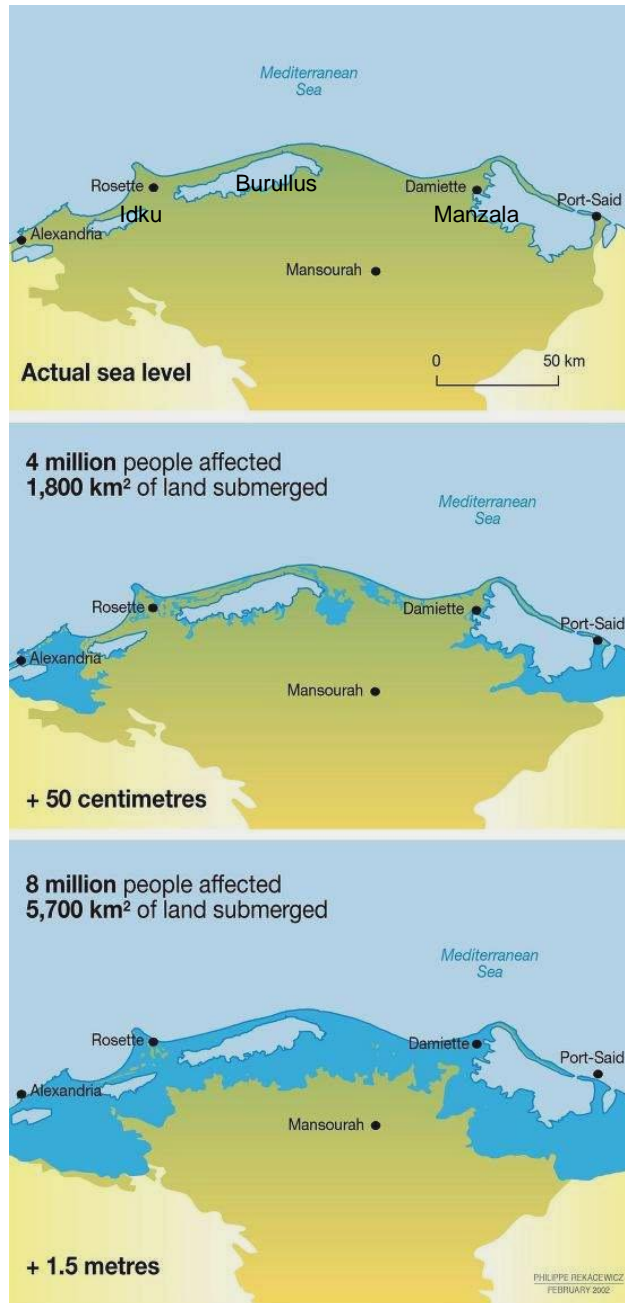 Mediterranean
Sea
Rosette
Burullus
Damiette
Idku
Manzala
Port-Said
Alexandria
Mansourah
Actual sea level
0 50 km
4 million people affected
1,800 km² of land submerged
Mediterranean
Sea
Rosette
Damiette
Port-Said
Alexandria
Mansourah
+ 50 centimetres
8 million people affected
5,700 km² of land submerged
Mediterranean
Sea
Rosette
Damiette
Port-Said
Alexandria
Mansourah
+ 1.5 metres
PHILIPPE REKACEWICZ
FEBRUARY 2002